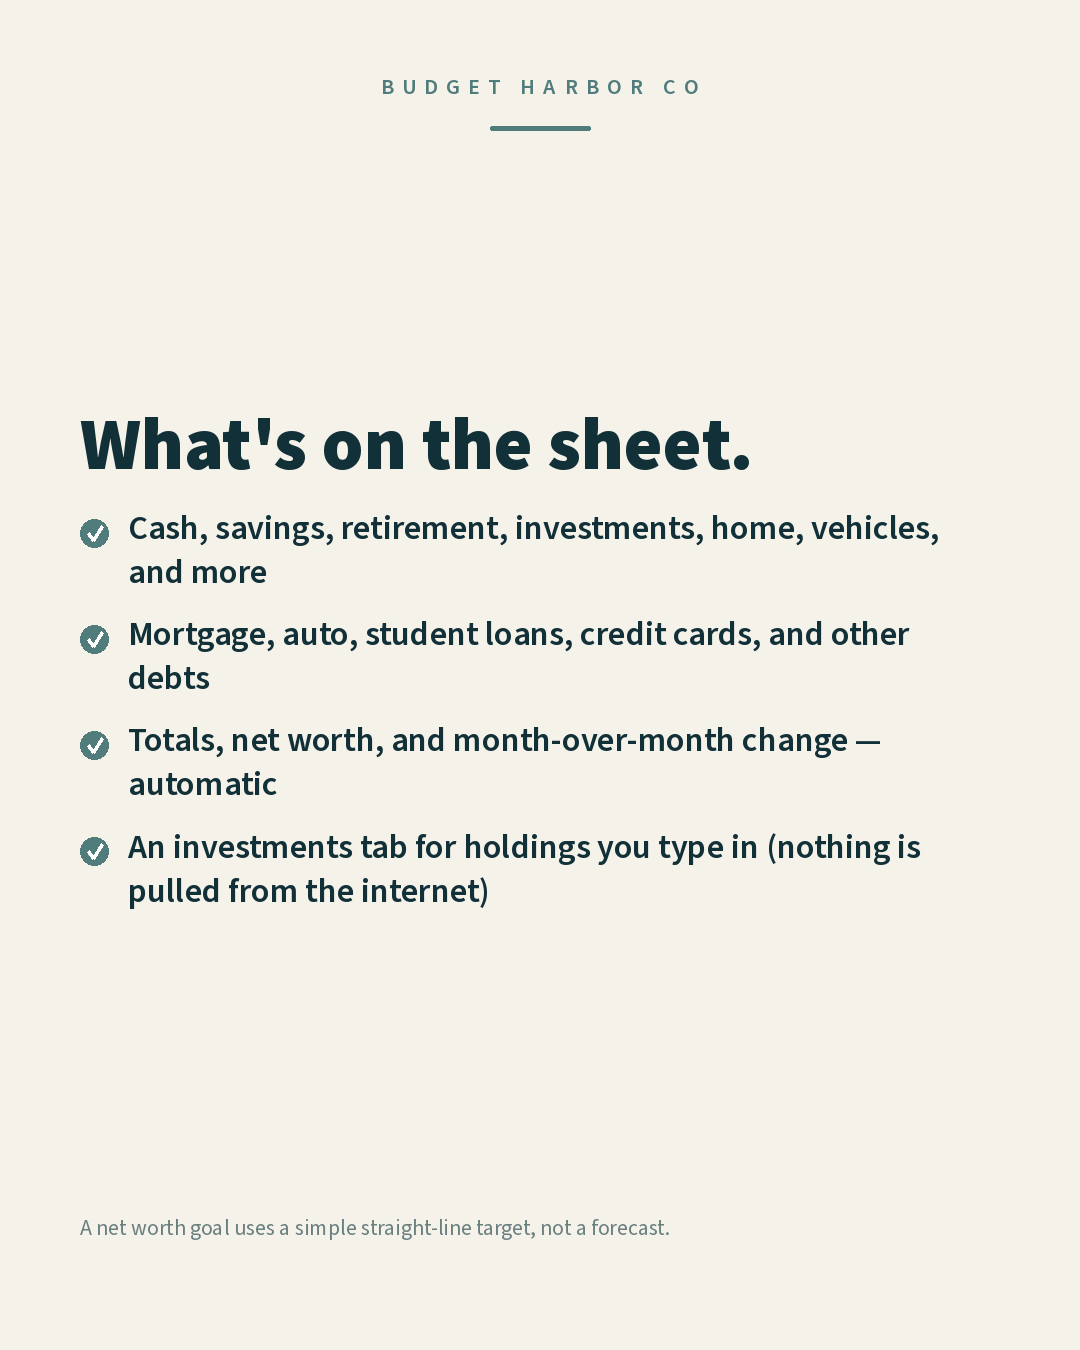 BUDGET HARBOR CO
What's on the sheet.
Cash, savings, retirement, investments, home, vehicles,
and more
Mortgage, auto, student loans, credit cards, and other
debts
Totals, net worth, and month-over-month change —
automatic
An investments tab for holdings you type in (nothing is
pulled from the internet)
A net worth goal uses a simple straight-line target, not a forecast.